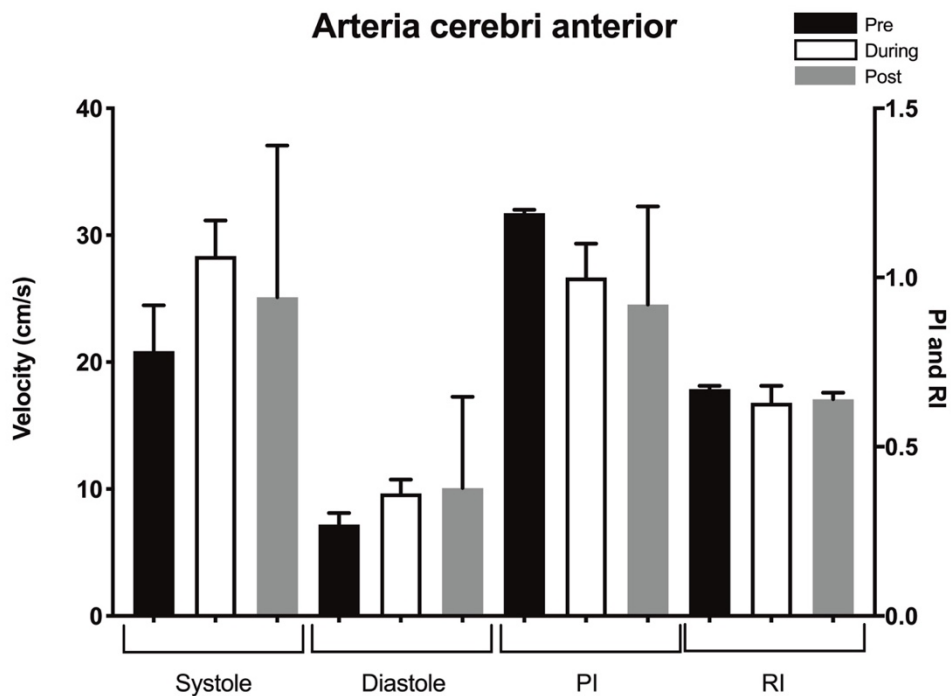 Arteria cerebri anterior
Pre
During
Post
40
30
20
10
0
Velocity (cm/s)
1.5
1.0
0.5
0.0
PI and RI
Systole Diastole PI RI